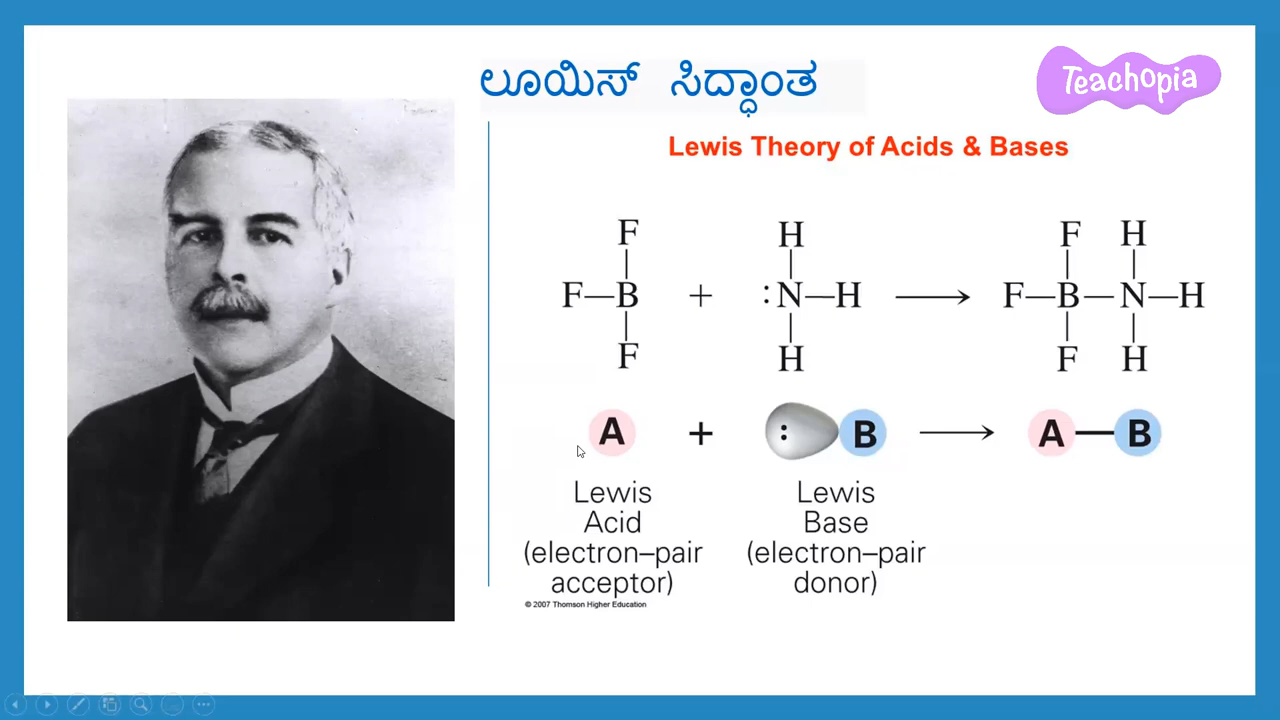 ಲೂಯಿಸ್ ಸಿದ್ಧಾಂತ
Teachopia
Lewis Theory of Acids & Bases
F H F H
F—B + :N—H ⟶ F—B—N—H
F H F H
A + : B ⟶ A—B
Lewis Acid (electron–pair acceptor)
Lewis Base (electron–pair donor)
© 2007 Thomson Higher Education